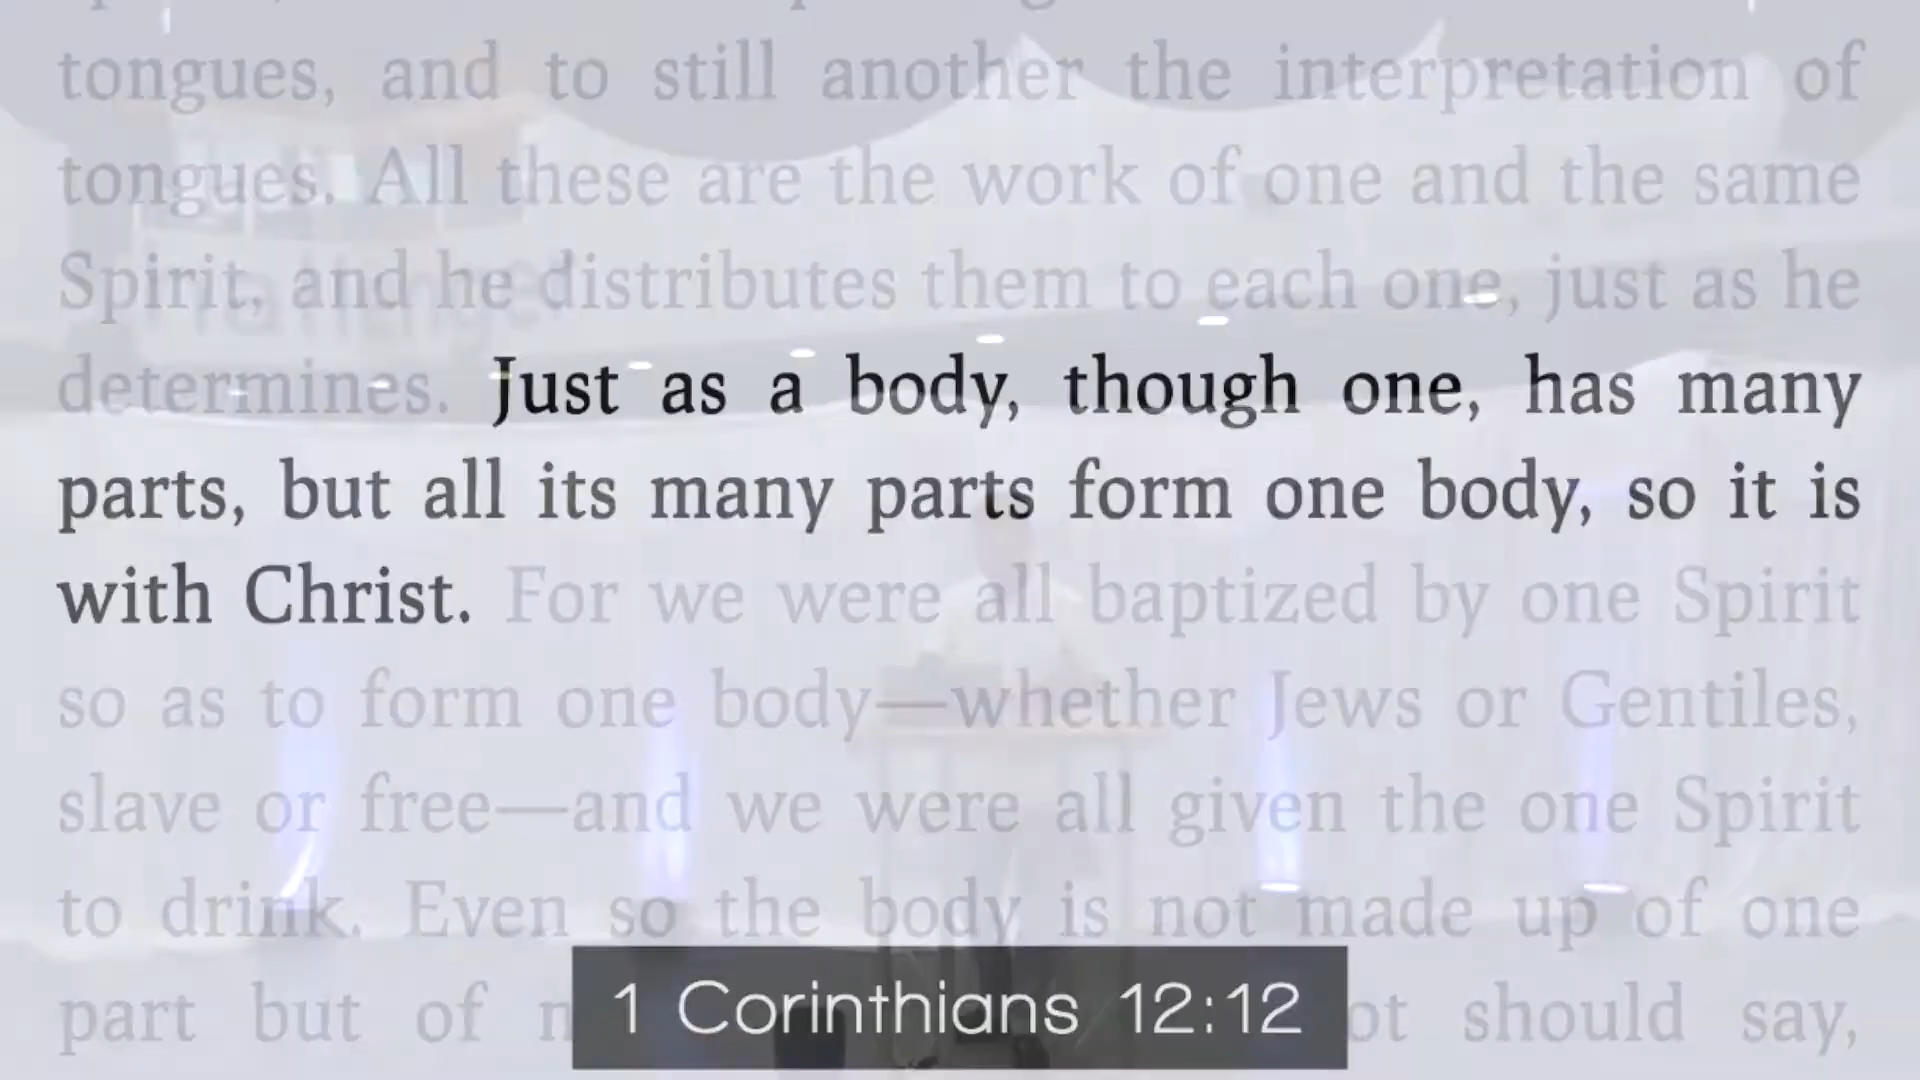 tongues, and to still another the interpretation of
tongues. All these are the work of one and the same
Spirit, and he distributes them to each one, just as he
determines. Just as a body, though one, has many
parts, but all its many parts form one body, so it is
with Christ. For we were all baptized by one Spirit
so as to form one body—whether Jews or Gentiles,
slave or free—and we were all given the one Spirit
to drink. Even so the body is not made up of one
part but of should say,
1 Corinthians 12:12